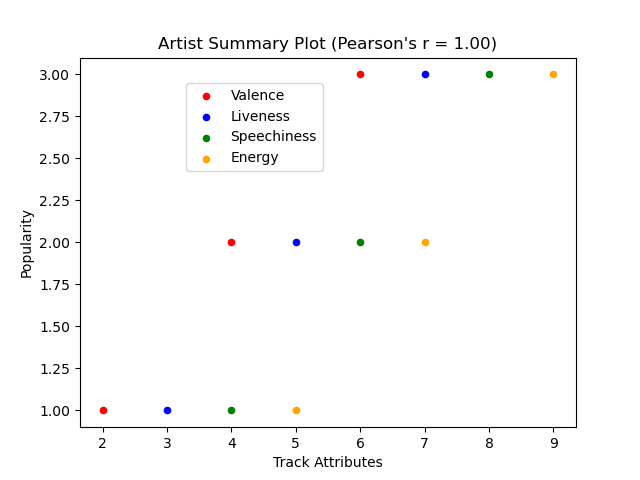 Artist Summary Plot (Pearson's r = 1.00)
3.00
2.75
2.50
2.25
2.00
1.75
1.50
1.25
1.00
Popularity
Valence
Liveness
Speechiness
Energy
2 3 4 5 6 7 8 9
Track Attributes